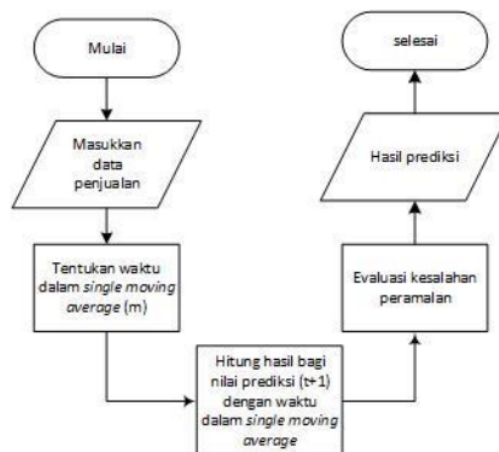 Mulai
Masukkan
data
penjualan
Tentukan waktu
dalam single moving
average (m)
Hitung hasil bagi
nilai prediksi (t+1)
dengan waktu
dalam single moving
average
Evaluasi kesalahan
peramalan
Hasil prediksi
selesai